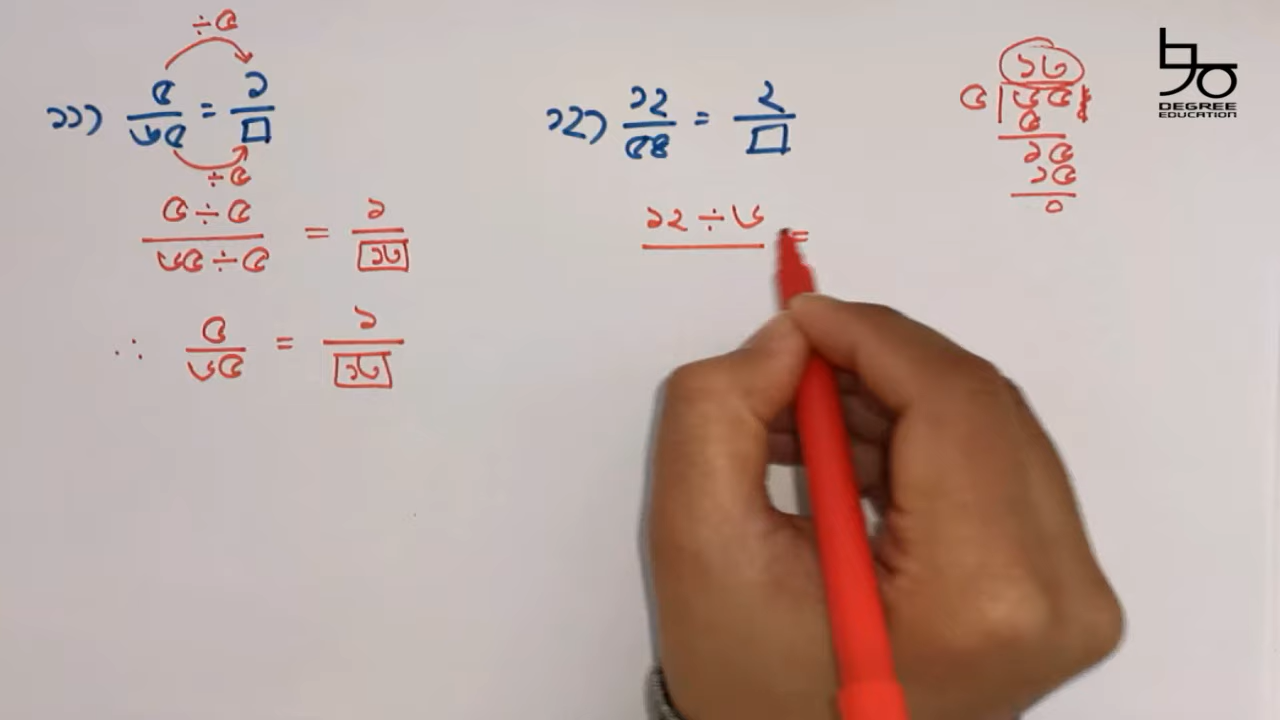 ÷৫
১১) ৫/৬৫ = ১/□
÷৫
৫÷৫/৬৫÷৫ = ১/১৩
∴ ৫/৬৫ = ১/১৩
১২) ১২/৫৪ = ২/□
১২÷৬ =
১৩
৫ ৬৫
৫
১৫
১৫
০
DEGREE
EDUCATION